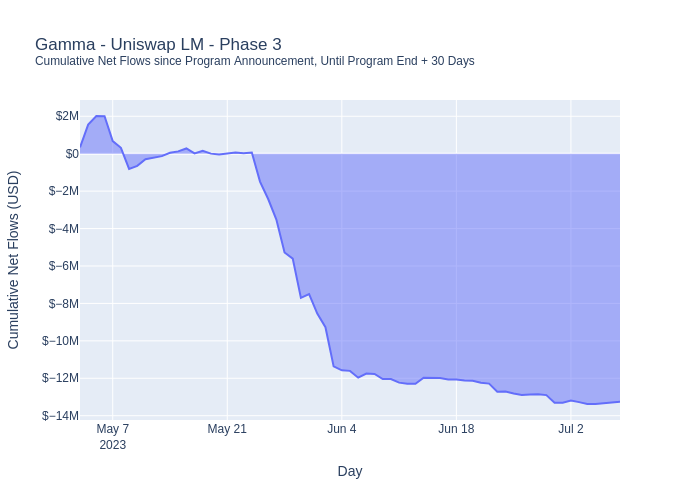 Gamma - Uniswap LM - Phase 3
Cumulative Net Flows since Program Announcement, Until Program End + 30 Days
Cumulative Net Flows (USD)
$2M
$0
$−2M
$−4M
$−6M
$−8M
$−10M
$−12M
$−14M
May 7
2023
May 21
Jun 4
Jun 18
Jul 2
Day